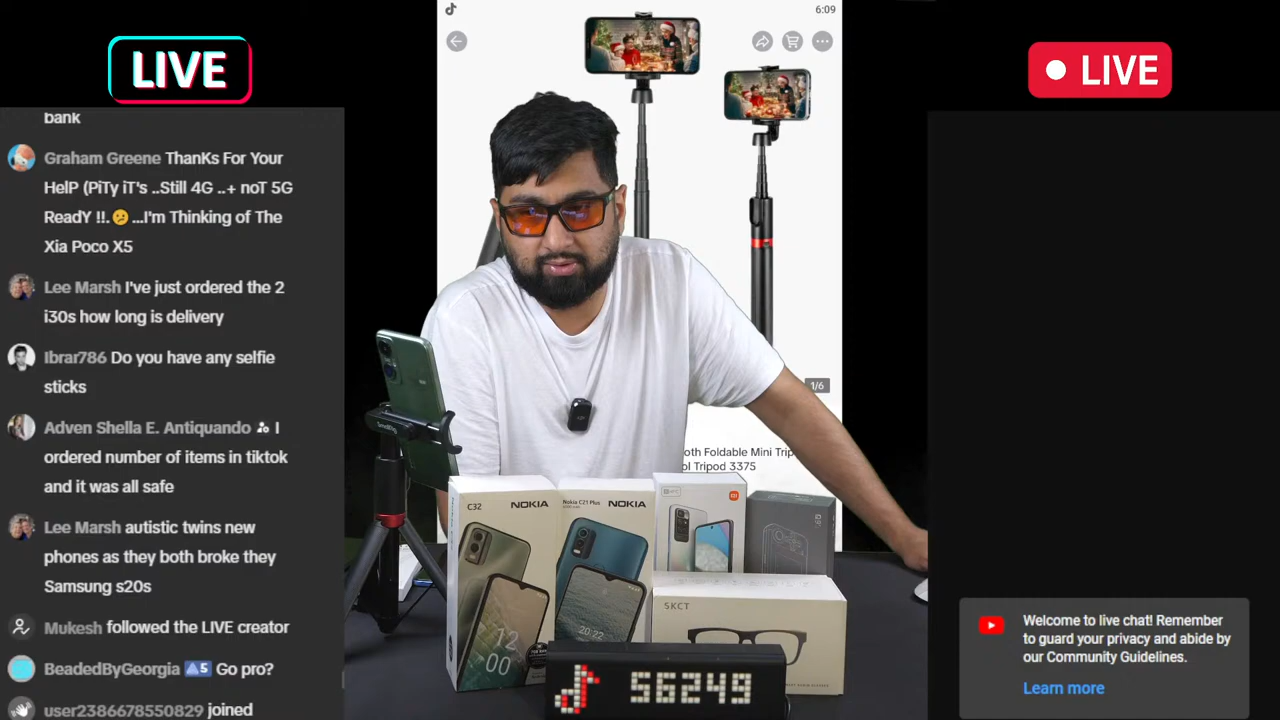 LIVE
bank
Graham Greene ThanKs For Your
HelP (PiTy iT's ..Still 4G ..+ noT 5G
ReadY !!.🫤...I'm Thinking of The
Xia Poco X5
Lee Marsh I've just ordered the 2
i30s how long is delivery
Ibrar786 Do you have any selfie
sticks
Adven Shella E. Antiquando I
ordered number of items in tiktok
and it was all safe
Lee Marsh autistic twins new
phones as they both broke they
Samsung s20s
Mukesh followed the LIVE creator
BeadedByGeorgia 5 Go pro?
user2386678550829 joined
6:09
1/6
oth Foldable Mini Trip
ol Tripod 3375
C32 NOKIA
12
00
Nokia C21 Plus NOKIA
20:22
SKCT
56249
LIVE
Welcome to live chat! Remember
to guard your privacy and abide by
our Community Guidelines.
Learn more